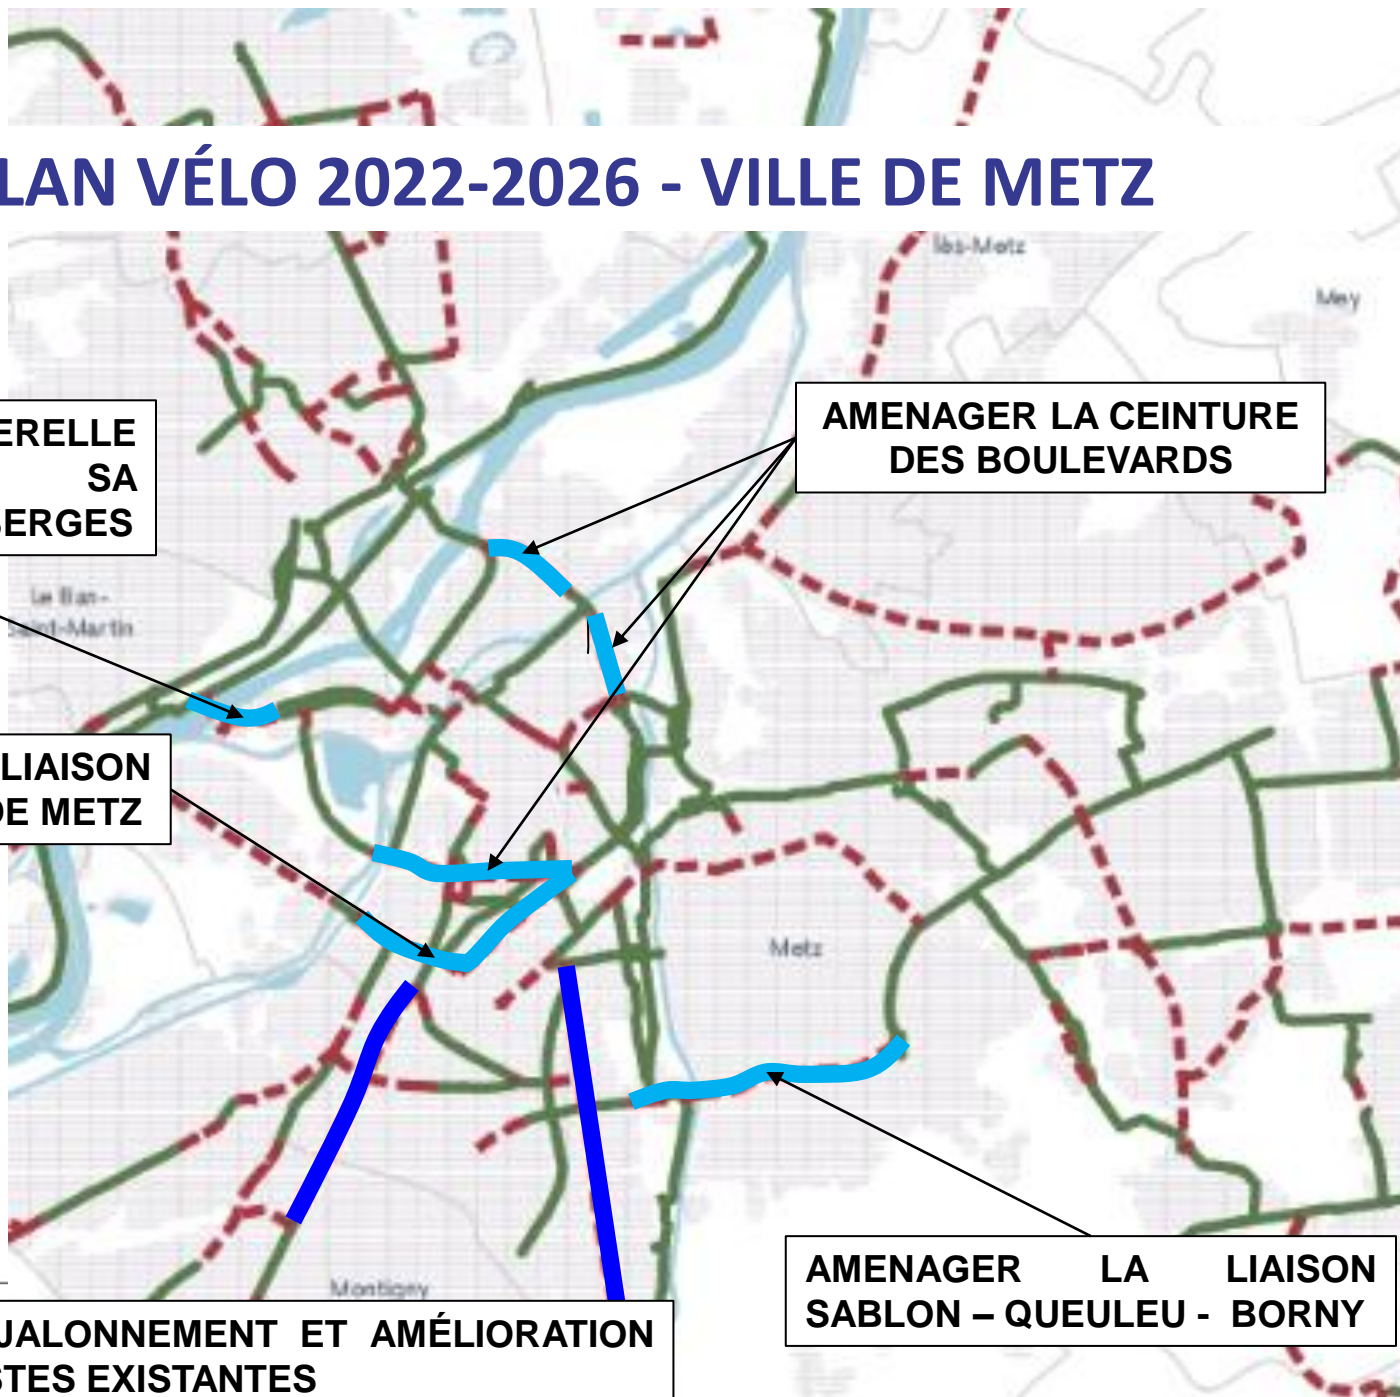 LAN VÉLO 2022-2026 - VILLE DE METZ
lès-Metz
Mey
AMENAGER LA CEINTURE
DES BOULEVARDS
ERELLE
SA
BERGES
Le Ban-
Saint-Martin
LIAISON
DE METZ
Metz
AMENAGER LA LIAISON
SABLON – QUEULEU - BORNY
Montigny
JALONNEMENT ET AMÉLIORATION
STES EXISTANTES